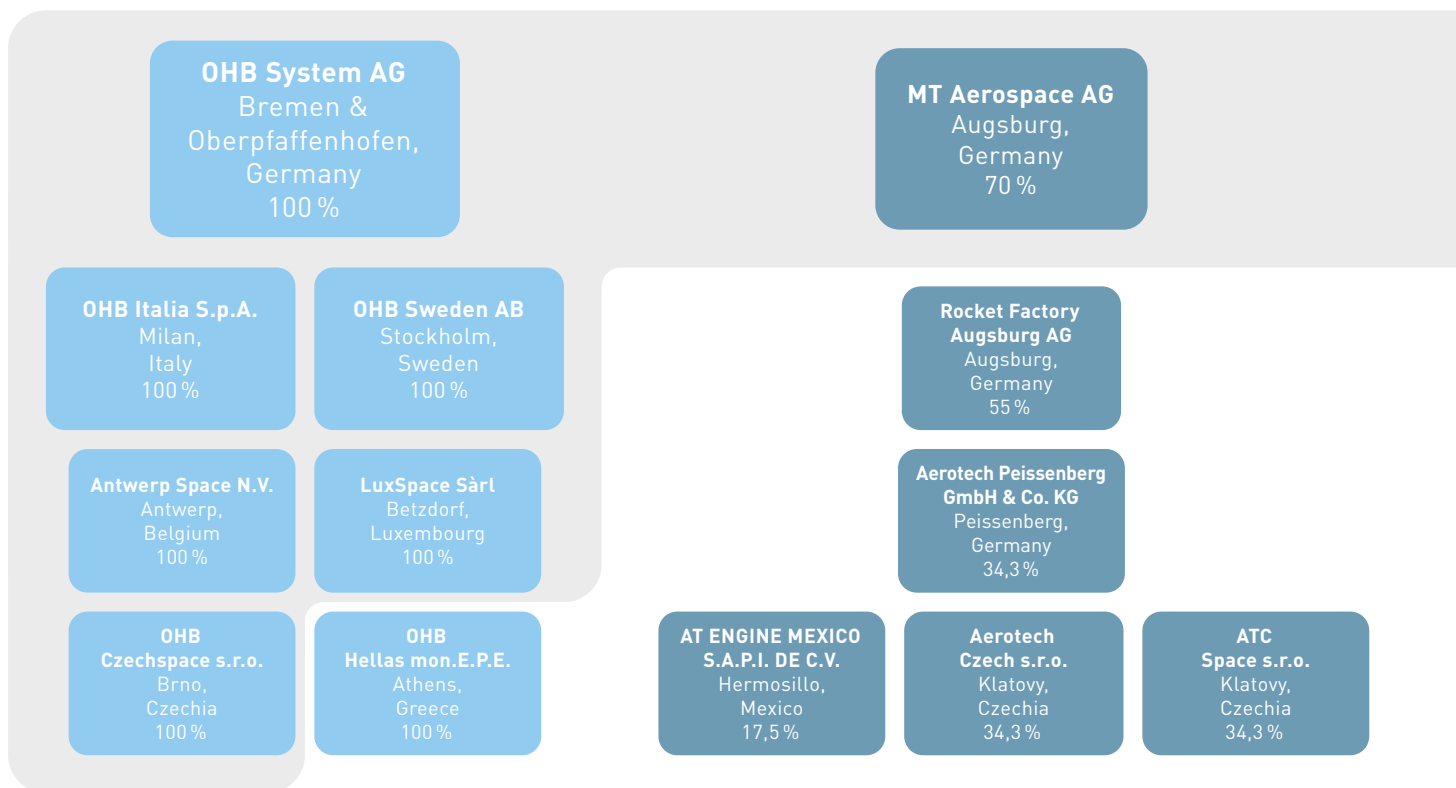 OHB System AG
Bremen &
Oberpfaffenhofen,
Germany
100 %
MT Aerospace AG
Augsburg,
Germany
70 %
OHB Italia S.p.A.
Milan,
Italy
100 %
OHB Sweden AB
Stockholm,
Sweden
100 %
Rocket Factory
Augsburg AG
Augsburg,
Germany
55 %
Antwerp Space N.V.
Antwerp,
Belgium
100 %
LuxSpace Sàrl
Betzdorf,
Luxembourg
100 %
Aerotech Peissenberg
GmbH & Co. KG
Peissenberg,
Germany
34,3 %
OHB
Czechspace s.r.o.
Brno,
Czechia
100 %
OHB
Hellas mon.E.P.E.
Athens,
Greece
100 %
AT ENGINE MEXICO
S.A.P.I. DE C.V.
Hermosillo,
Mexico
17,5 %
Aerotech
Czech s.r.o.
Klatovy,
Czechia
34,3 %
ATC
Space s.r.o.
Klatovy,
Czechia
34,3 %